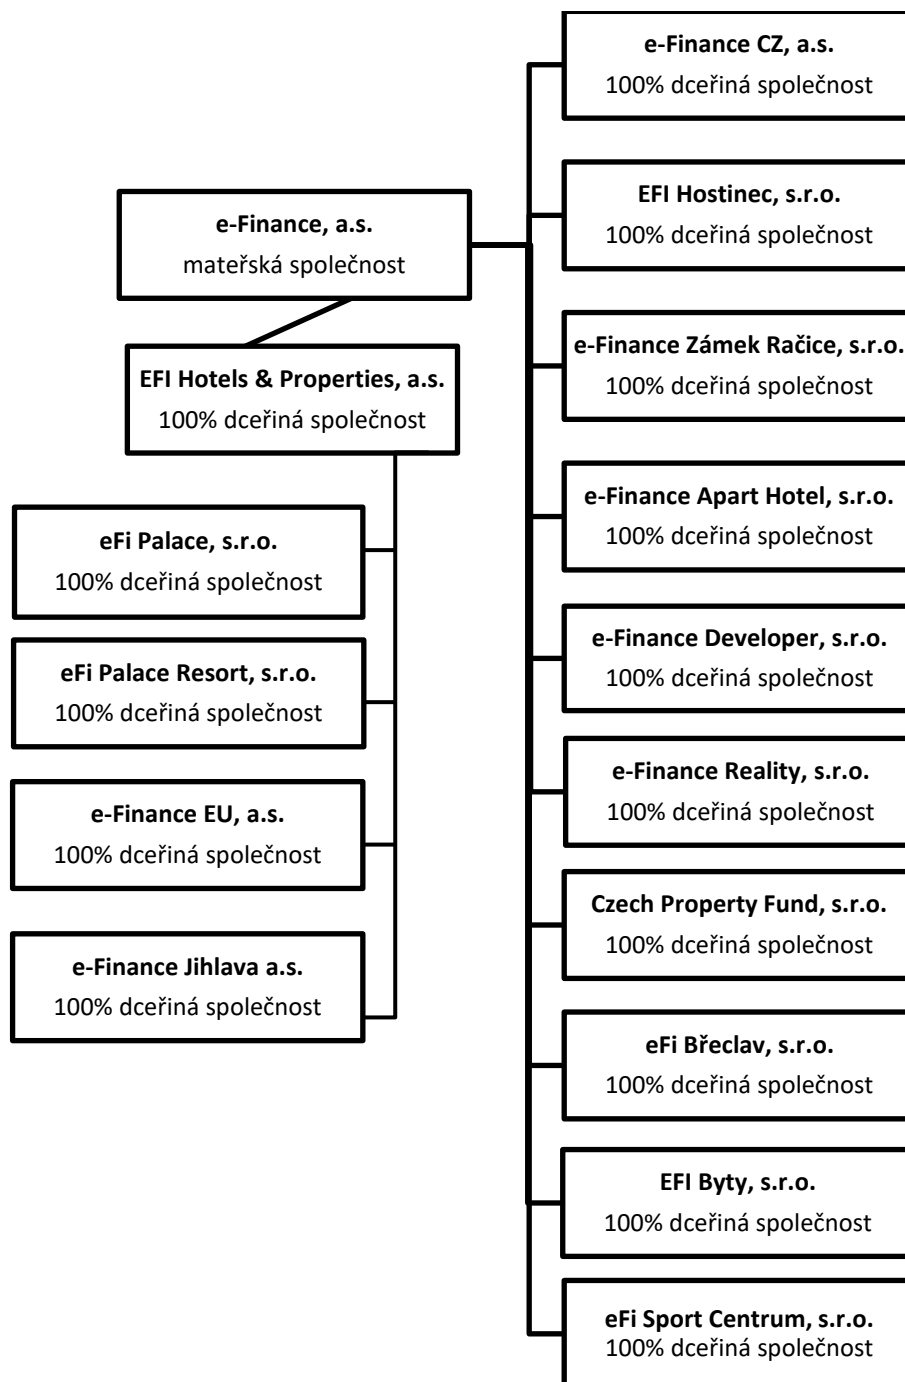 e-Finance, a.s.
mateřská společnost
EFI Hotels & Properties, a.s.
100% dceřiná společnost
eFi Palace, s.r.o.
100% dceřiná společnost
eFi Palace Resort, s.r.o.
100% dceřiná společnost
e-Finance EU, a.s.
100% dceřiná společnost
e-Finance Jihlava a.s.
100% dceřiná společnost
e-Finance CZ, a.s.
100% dceřiná společnost
EFI Hostinec, s.r.o.
100% dceřiná společnost
e-Finance Zámek Račice, s.r.o.
100% dceřiná společnost
e-Finance Apart Hotel, s.r.o.
100% dceřiná společnost
e-Finance Developer, s.r.o.
100% dceřiná společnost
e-Finance Reality, s.r.o.
100% dceřiná společnost
Czech Property Fund, s.r.o.
100% dceřiná společnost
eFi Břeclav, s.r.o.
100% dceřiná společnost
EFI Byty, s.r.o.
100% dceřiná společnost
eFi Sport Centrum, s.r.o.
100% dceřiná společnost